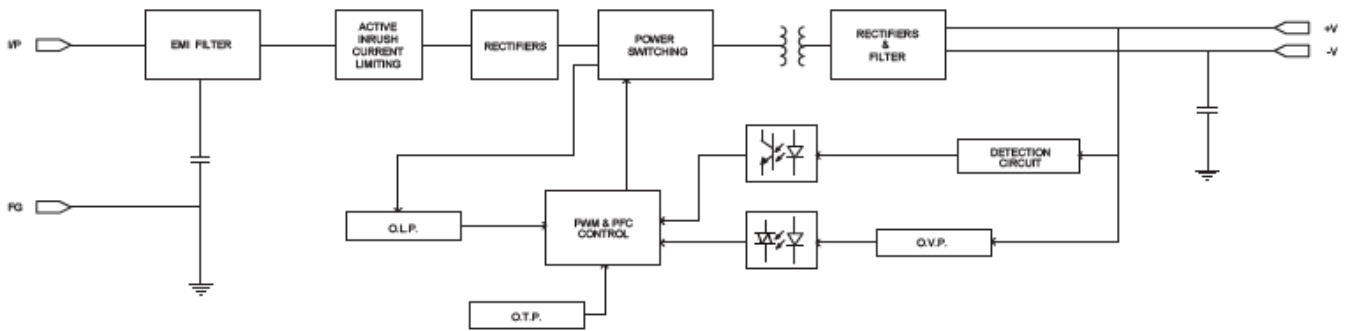 I/P
EMI FILTER
ACTIVE
INRUSH
CURRENT
LIMITING
RECTIFIERS
POWER
SWITCHING
RECTIFIERS
&
FILTER
+V
-V
DETECTION
CIRCUIT
FG
O.L.P.
PWM & PFC
CONTROL
O.V.P.
O.T.P.